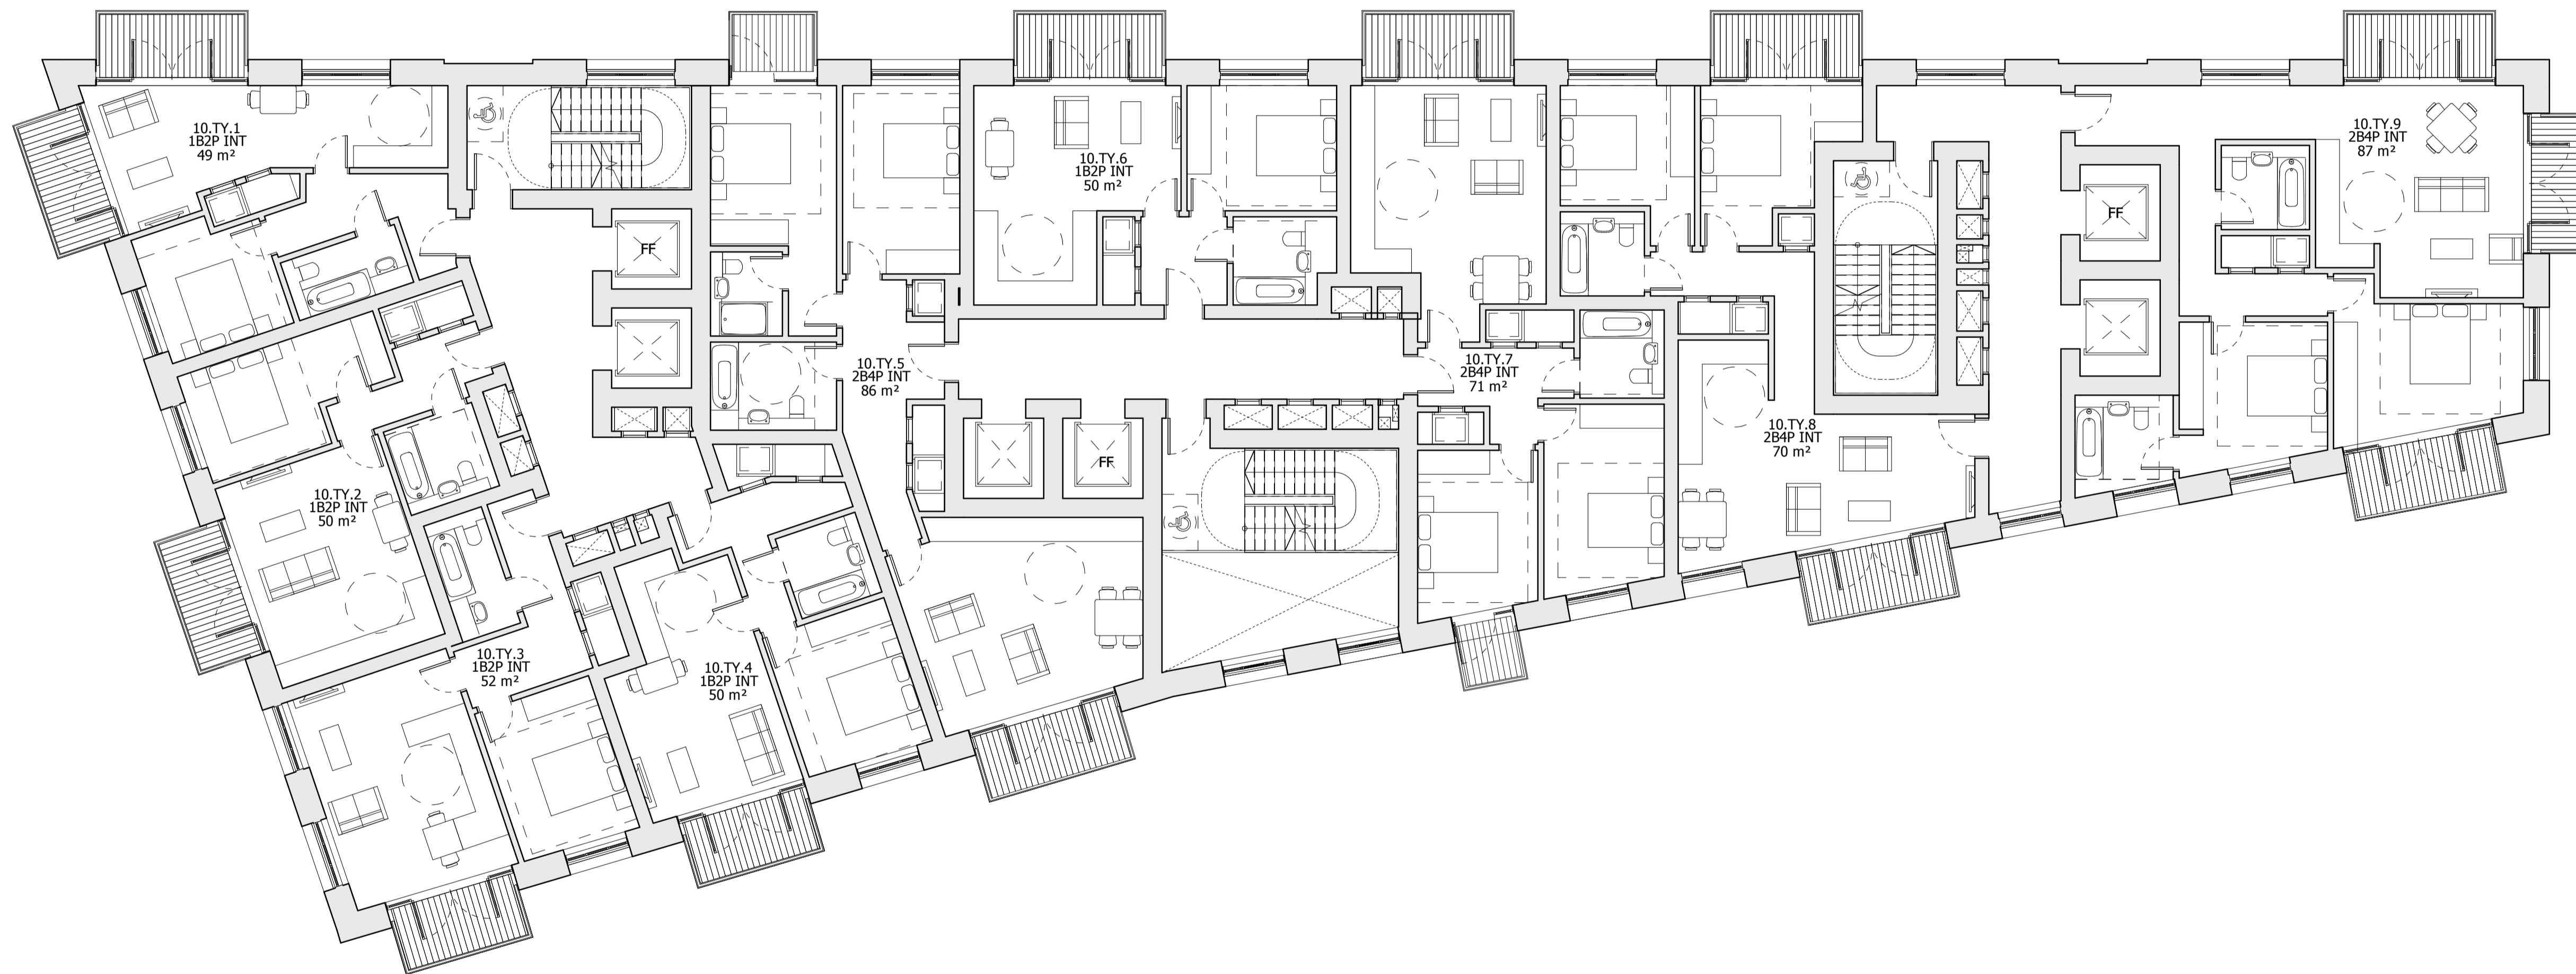 10.TY.1
1B2P INT
49 m²
10.TY.2
1B2P INT
50 m²
10.TY.3
1B2P INT
52 m²
10.TY.4
1B2P INT
50 m²
10.TY.5
2B4P INT
86 m²
10.TY.6
1B2P INT
50 m²
10.TY.7
2B4P INT
71 m²
10.TY.8
2B4P INT
70 m²
10.TY.9
2B4P INT
87 m²
FF
FF
FF